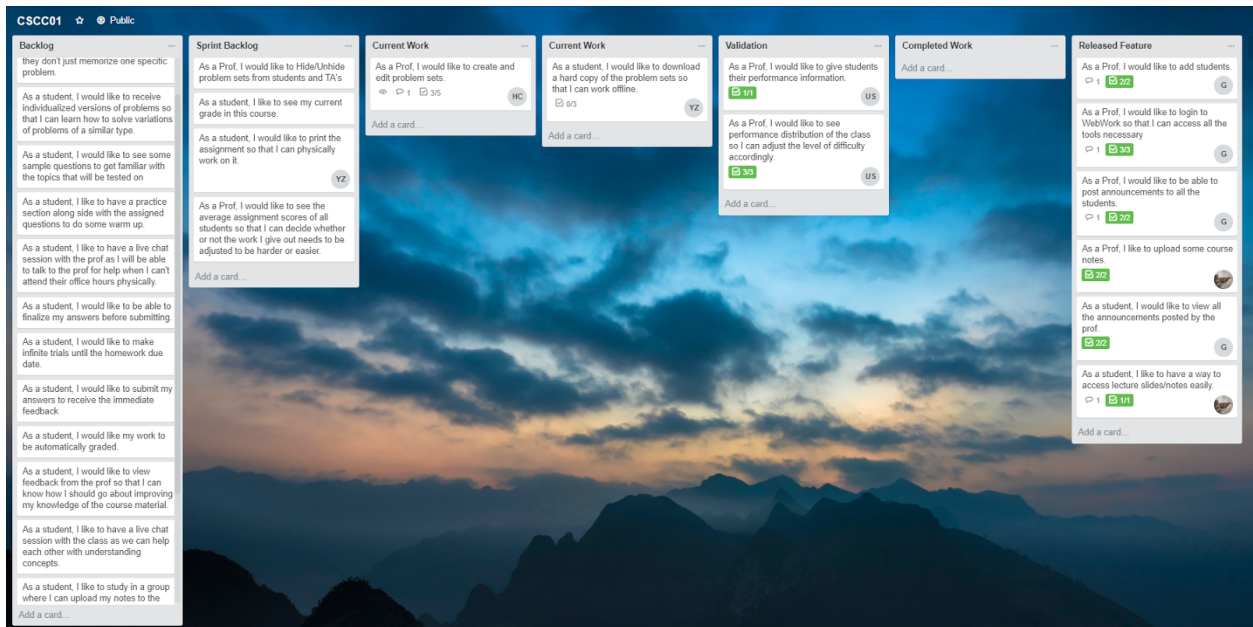 CSCC01 Public
Backlog ...
they don't just memorize one specific
problem.
As a student, I would like to receive
individualized versions of problems so
that I can learn how to solve variations
of problems of a similar type.
As a student, I would like to see some
sample questions to get familiar with
the topics that will be tested on
As a student, I like to have a practice
section along side with the assigned
questions to do some warm up.
As a student, I like to have a live chat
session with the prof as I will be able
to talk to the prof for help when I can't
attend their office hours physically.
As a student, I would like to be able to
finalize my answers before submitting.
As a student, I would like to make
infinite trials until the homework due
date.
As a student, I would like to submit my
answers to receive the immediate
feedback
As a student, I would like my work to
be automatically graded.
As a student, I would like to view
feedback from the prof so that I can
know how I should go about improving
my knowledge of the course material.
As a student, I like to have a live chat
session with the class as we can help
each other with understanding
concepts.
As a student, I like to study in a group
where I can upload my notes to the
Add a card...
Sprint Backlog ...
As a Prof, I would like to Hide/Unhide
problem sets from students and TA's
As a student, I like to see my current
grade in this course.
As a student, I would like to print the
assignment so that I can physically
work on it.
YZ
As a Prof, I would like to see the
average assignment scores of all
students so that I can decide whether
or not the work I give out needs to be
adjusted to be harder or easier.
Add a card...
Current Work ...
As a Prof, I would like to create and
edit problem sets.
1 3/5 HC
Add a card...
Current Work ...
As a student, I would like to download
a hard copy of the problem sets so
that I can work offline.
0/3 YZ
Add a card...
Validation ...
As a Prof, I would like to give students
their performance information.
1/1 US
As a Prof, I would like to see
performance distribution of the class
so I can adjust the level of difficulty
accordingly.
3/3 US
Add a card...
Completed Work ...
Add a card...
Released Feature ...
As a Prof, I would like to add students.
1 2/2 G
As a Prof, I would like to login to
WebWork so that I can access all the
tools necessary
1 3/3 G
As a Prof, I would like to be able to
post announcements to all the
students.
1 2/2 G
As a Prof, I like to upload some course
notes.
2/2
As a student, I would like to view all
the announcements posted by the
prof.
2/2 G
As a student, I like to have a way to
access lecture slides/notes easily.
1 1/1
Add a card...